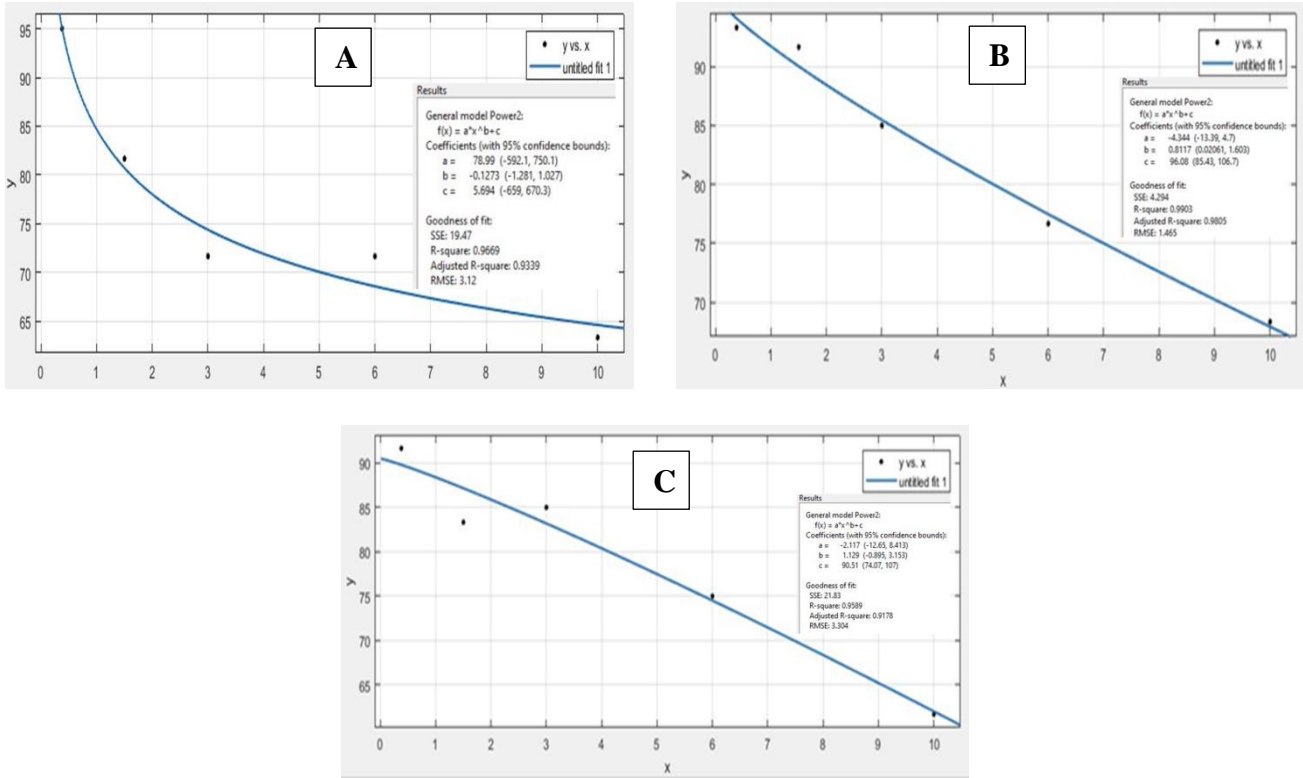 A
y vs. x
untitled fit 1
95
90
85
80
75
70
65
y
Results
General model Power2:
f(x) = a*x^b+c
Coefficients (with 95% confidence bounds):
a = 78.99 (-592.1, 750.1)
b = -0.1273 (-1.281, 1.027)
c = 5.694 (-659, 670.3)
Goodness of fit:
SSE: 19.47
R-square: 0.9669
Adjusted R-square: 0.9339
RMSE: 3.12
0 1 2 3 4 5 6 7 8 9 10
B
y vs. x
untitled fit 1
90
85
80
75
70
y
Results
General model Power2:
f(x) = a*x^b+c
Coefficients (with 95% confidence bounds):
a = -4.344 (-13.39, 4.7)
b = 0.8117 (0.02061, 1.603)
c = 96.08 (85.43, 106.7)
Goodness of fit:
SSE: 4.294
R-square: 0.9903
Adjusted R-square: 0.9805
RMSE: 1.465
0 1 2 3 4 5 6 7 8 9 10
x
C
y vs. x
untitled fit 1
90
85
80
75
70
65
y
Results
General model Power2:
f(x) = a*x^b+c
Coefficients (with 95% confidence bounds):
a = -2.117 (-12.65, 8.413)
b = 1.129 (-0.895, 3.153)
c = 90.51 (74.07, 107)
Goodness of fit:
SSE: 21.83
R-square: 0.9589
Adjusted R-square: 0.9178
RMSE: 3.304
0 1 2 3 4 5 6 7 8 9 10
x